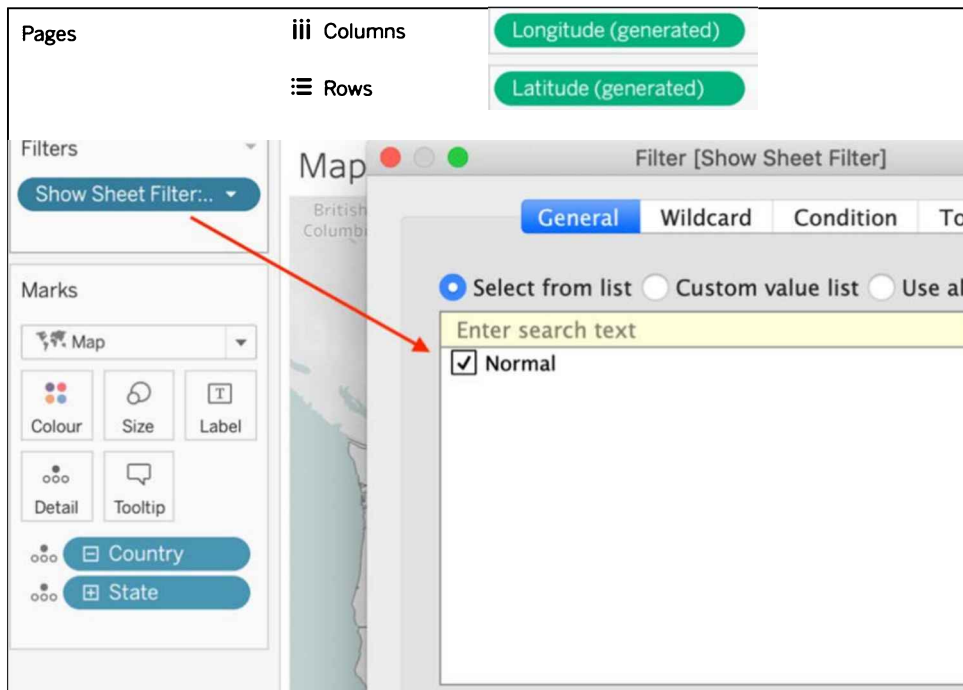 Pages
Columns
Longitude (generated)
Rows
Latitude (generated)
Filters
Show Sheet Filter:..
Map
British
Columbi
Filter [Show Sheet Filter]
General Wildcard Condition To
Select from list Custom value list Use al
Enter search text
Normal
Marks
Map
Colour Size T Label
Detail Tooltip
Country
State